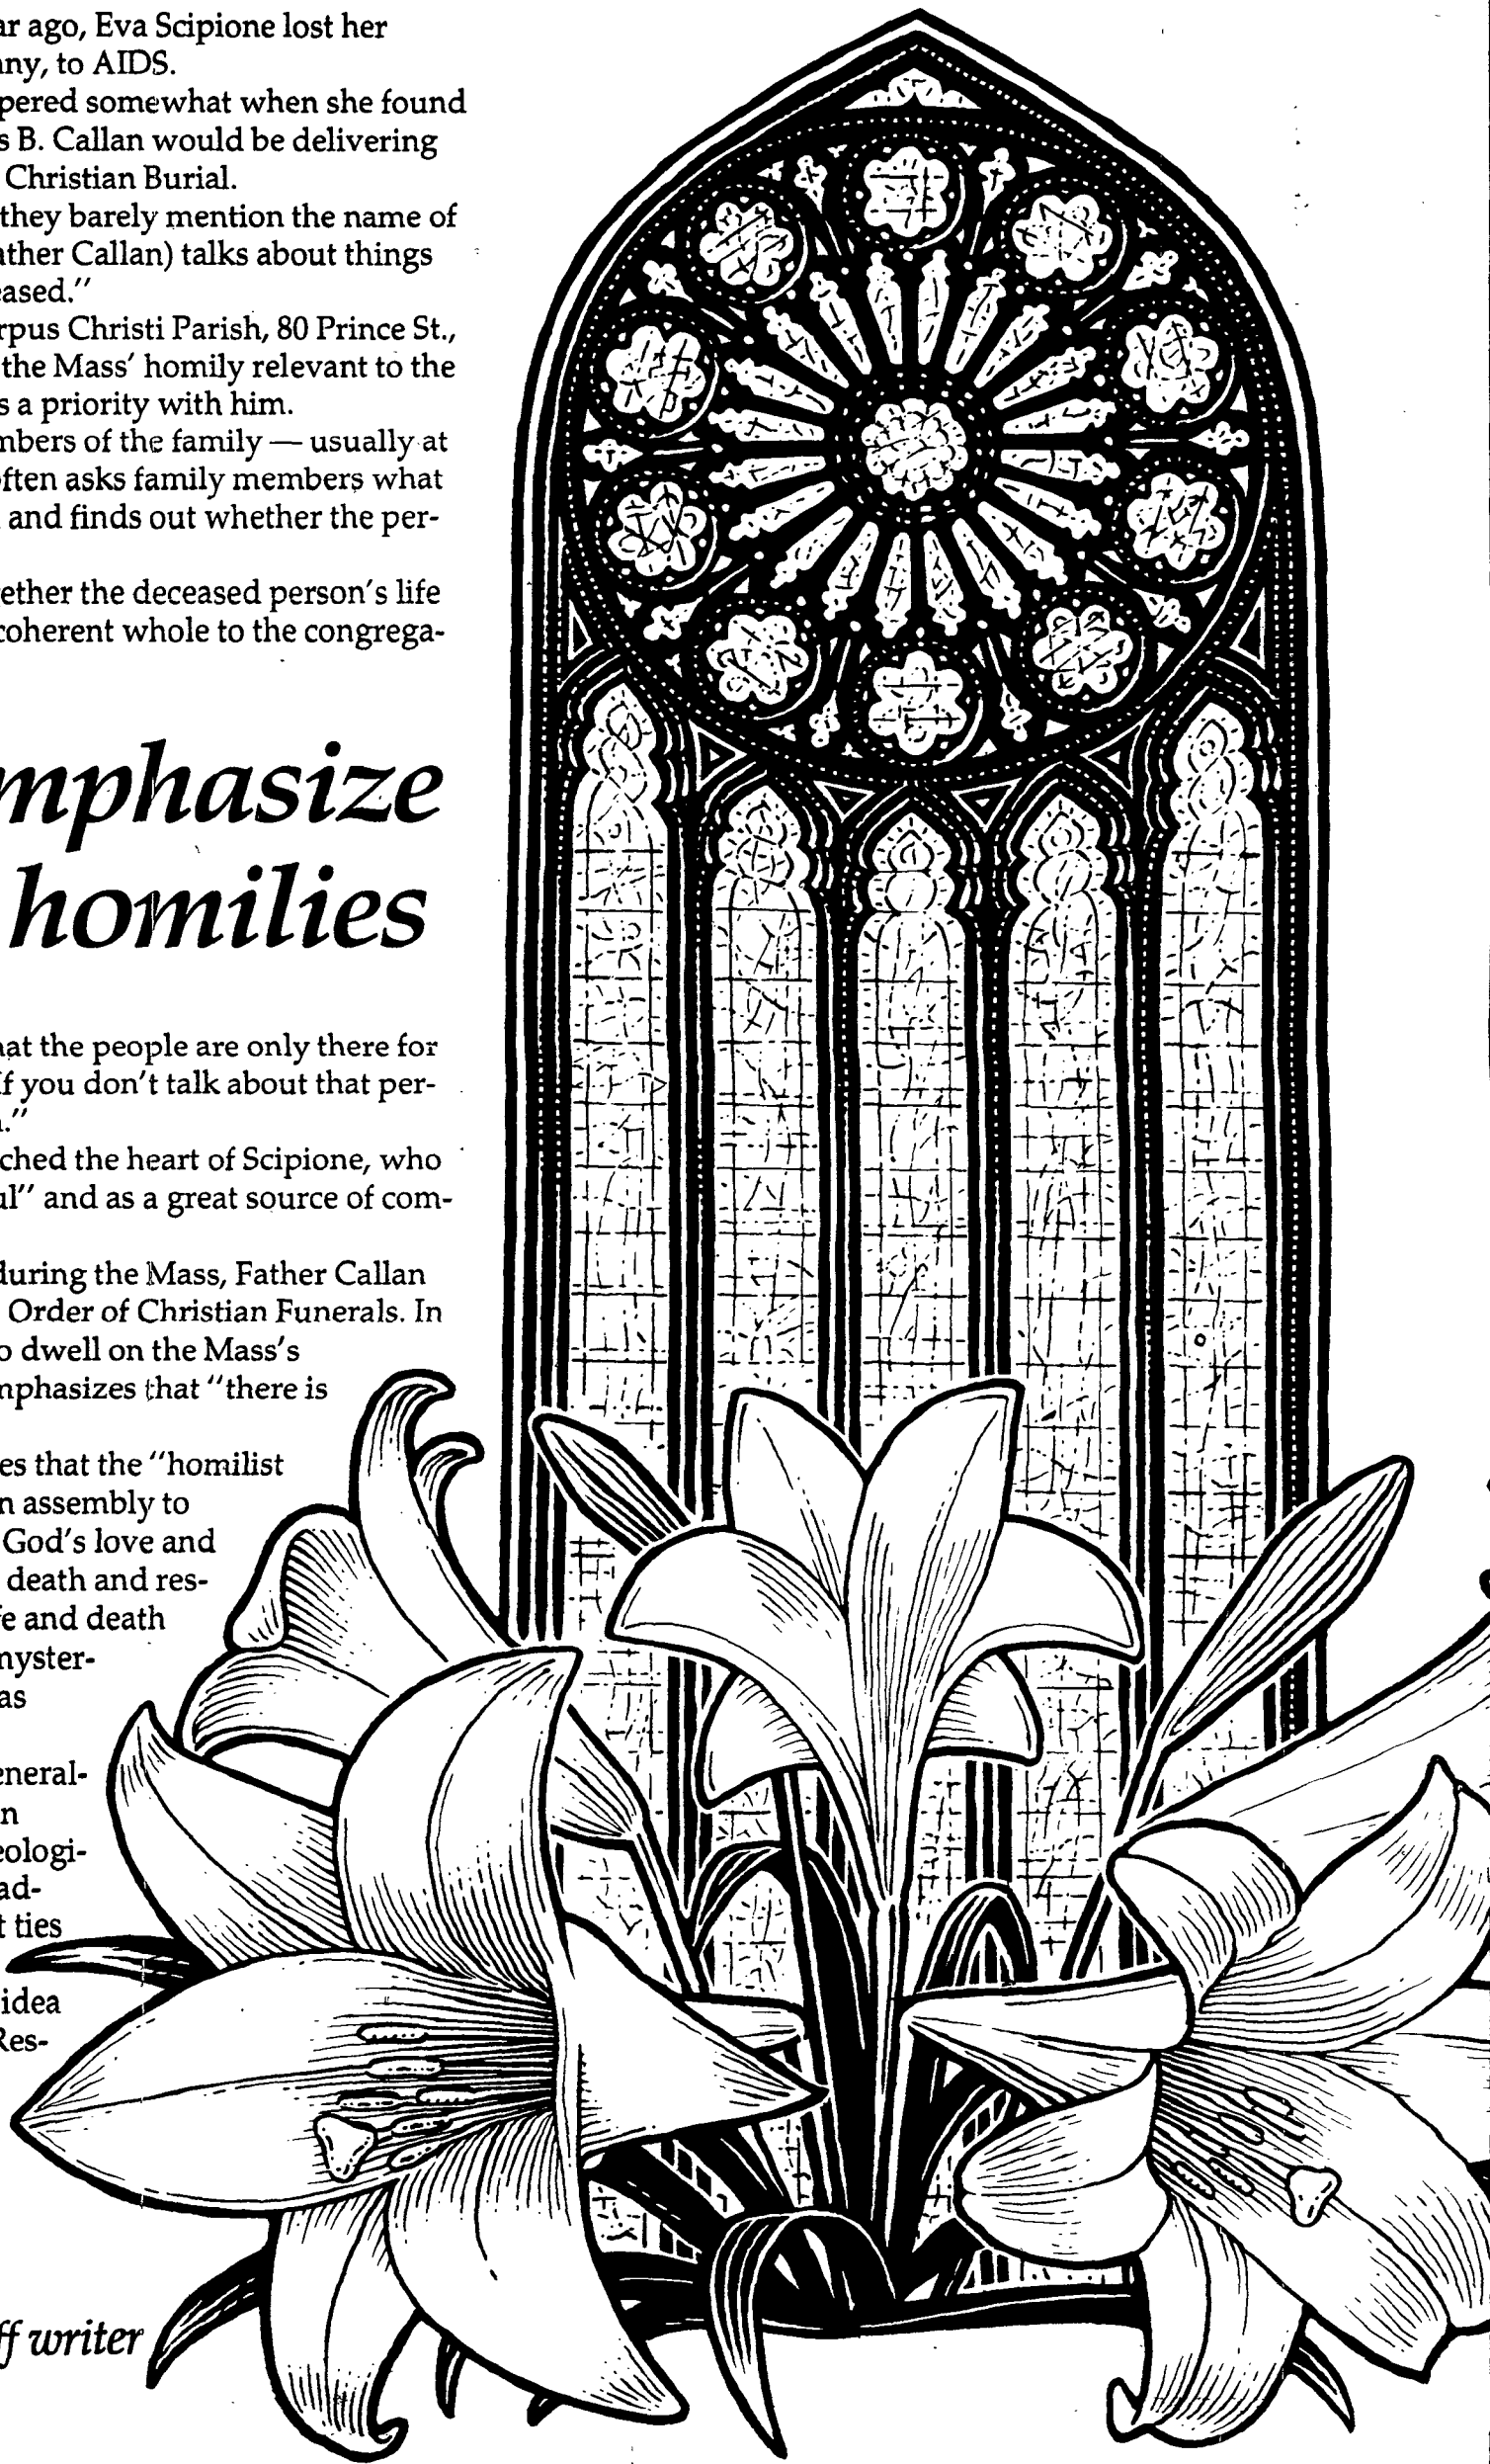 ar ago, Eva Scipione lost her
ny, to AIDS.
pered somewhat when she found
s B. Callan would be delivering
Christian Burial.
they barely mention the name of
ther Callan) talks about things
eased."
rpus Christi Parish, 80 Prince St.,
the Mass' homily relevant to the
s a priority with him.
mbers of the family — usually at
ften asks family members what
and finds out whether the per-
ether the deceased person's life
coherent whole to the congrega-
mphasize
homilies
at the people are only there for
If you don't talk about that per-
."
ched the heart of Scipione, who
ul" and as a great source of com-
during the Mass, Father Callan
Order of Christian Funerals. In
o dwell on the Mass's
mphasizes that "there is
es that the "homilist
n assembly to
God's love and
death and res-
fe and death
myster-
as
eneral-
n
eologi-
ad-
t ties
idea
Res-
ff writer